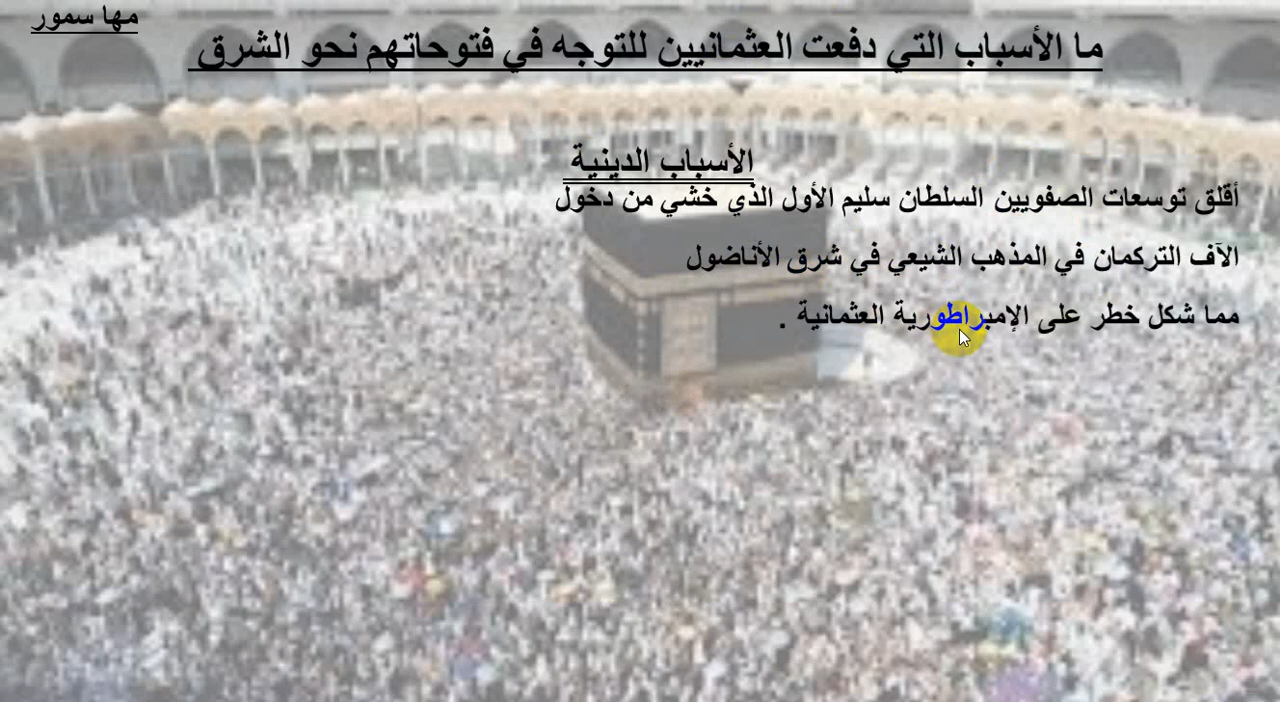 مها سمور
ما الأسباب التي دفعت العثمانيين للتوجه في فتوحاتهم نحو الشرق
الأسباب الدينية
أقلق توسعات الصفويين السلطان سليم الأول الذي خشي من دخول
الآف التركمان في المذهب الشيعي في شرق الأناضول
مما شكل خطر على الإمبراطورية العثمانية .